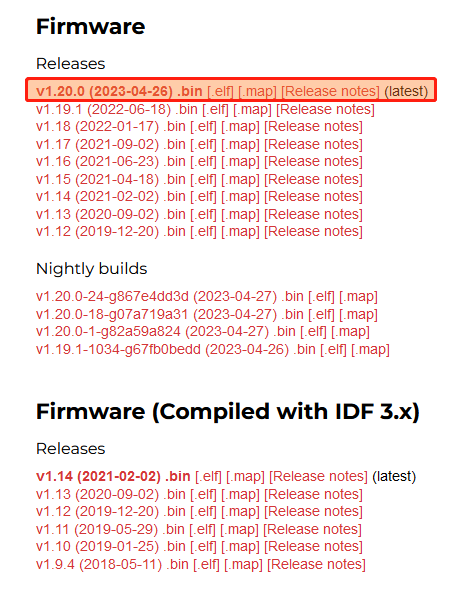 Firmware
Releases
v1.20.0 (2023-04-26) .bin [.elf] [.map] [Release notes] (latest)
v1.19.1 (2022-06-18) .bin [.elf] [.map] [Release notes]
v1.18 (2022-01-17) .bin [.elf] [.map] [Release notes]
v1.17 (2021-09-02) .bin [.elf] [.map] [Release notes]
v1.16 (2021-06-23) .bin [.elf] [.map] [Release notes]
v1.15 (2021-04-18) .bin [.elf] [.map] [Release notes]
v1.14 (2021-02-02) .bin [.elf] [.map] [Release notes]
v1.13 (2020-09-02) .bin [.elf] [.map] [Release notes]
v1.12 (2019-12-20) .bin [.elf] [.map] [Release notes]
Nightly builds
v1.20.0-24-g867e4dd3d (2023-04-27) .bin [.elf] [.map]
v1.20.0-18-g07a719a31 (2023-04-27) .bin [.elf] [.map]
v1.20.0-1-g82a59a824 (2023-04-27) .bin [.elf] [.map]
v1.19.1-1034-g67fb0bedd (2023-04-26) .bin [.elf] [.map]
Firmware (Compiled with IDF 3.x)
Releases
v1.14 (2021-02-02) .bin [.elf] [.map] [Release notes] (latest)
v1.13 (2020-09-02) .bin [.elf] [.map] [Release notes]
v1.12 (2019-12-20) .bin [.elf] [.map] [Release notes]
v1.11 (2019-05-29) .bin [.elf] [.map] [Release notes]
v1.10 (2019-01-25) .bin [.elf] [.map] [Release notes]
v1.9.4 (2018-05-11) .bin [.elf] [.map] [Release notes]